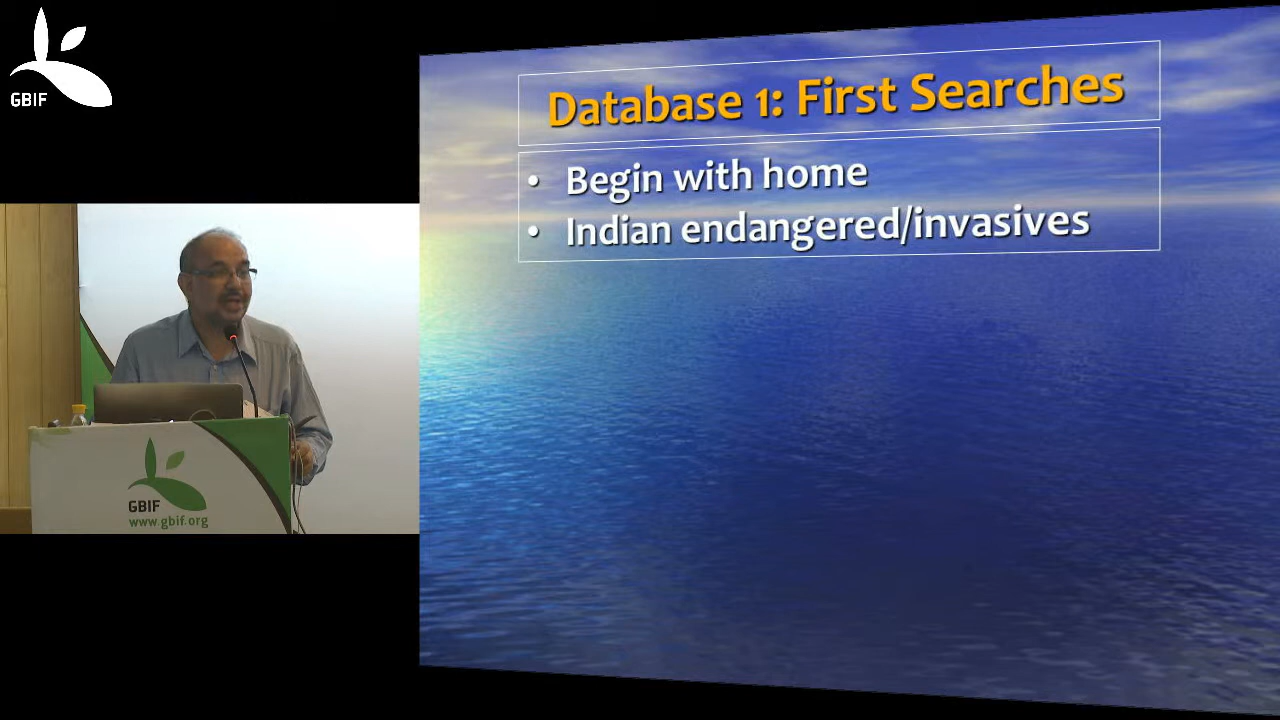 GBIF
Database 1: First Searches
• Begin with home
• Indian endangered/invasives
GBIF
www.gbif.org